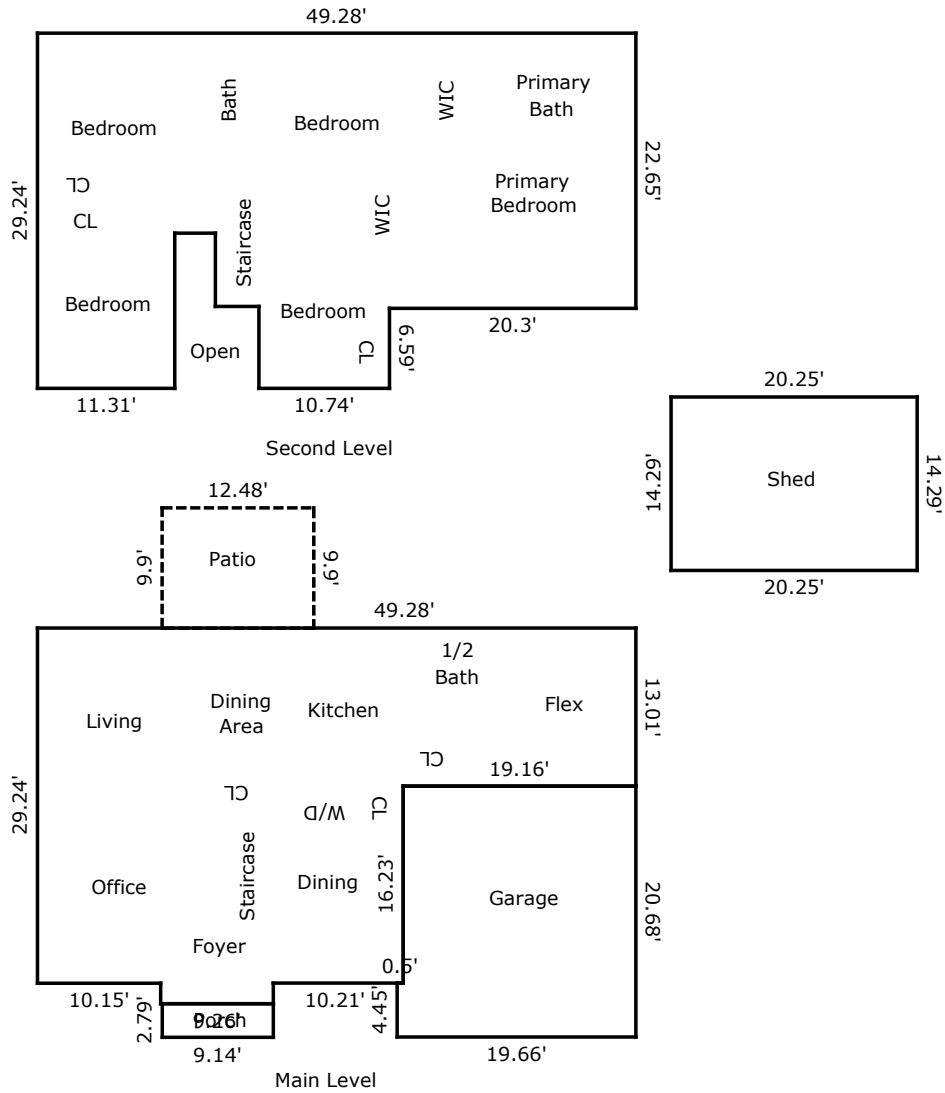 49.28'
Primary
Bath
WIC
Bath
Bedroom
Bedroom
22.65'
Primary
Bedroom
CL
CL
WIC
29.24'
Staircase
Bedroom
Bedroom
20.3'
Open
CL
6.59'
11.31'
10.74'
Second Level
20.25'
14.29'
Shed
14.29'
20.25'
12.48'
9.9'
Patio
9.9'
49.28'
1/2
Bath
13.01'
Living
Dining
Area
Kitchen
Flex
CL
19.16'
CL
W/D
CL
29.24'
Staircase
16.23'
Office
Dining
Garage
20.68'
Foyer
0.5'
10.15'
2.79'
Porch
9.26'
10.21'
4.45'
9.14'
19.66'
Main Level